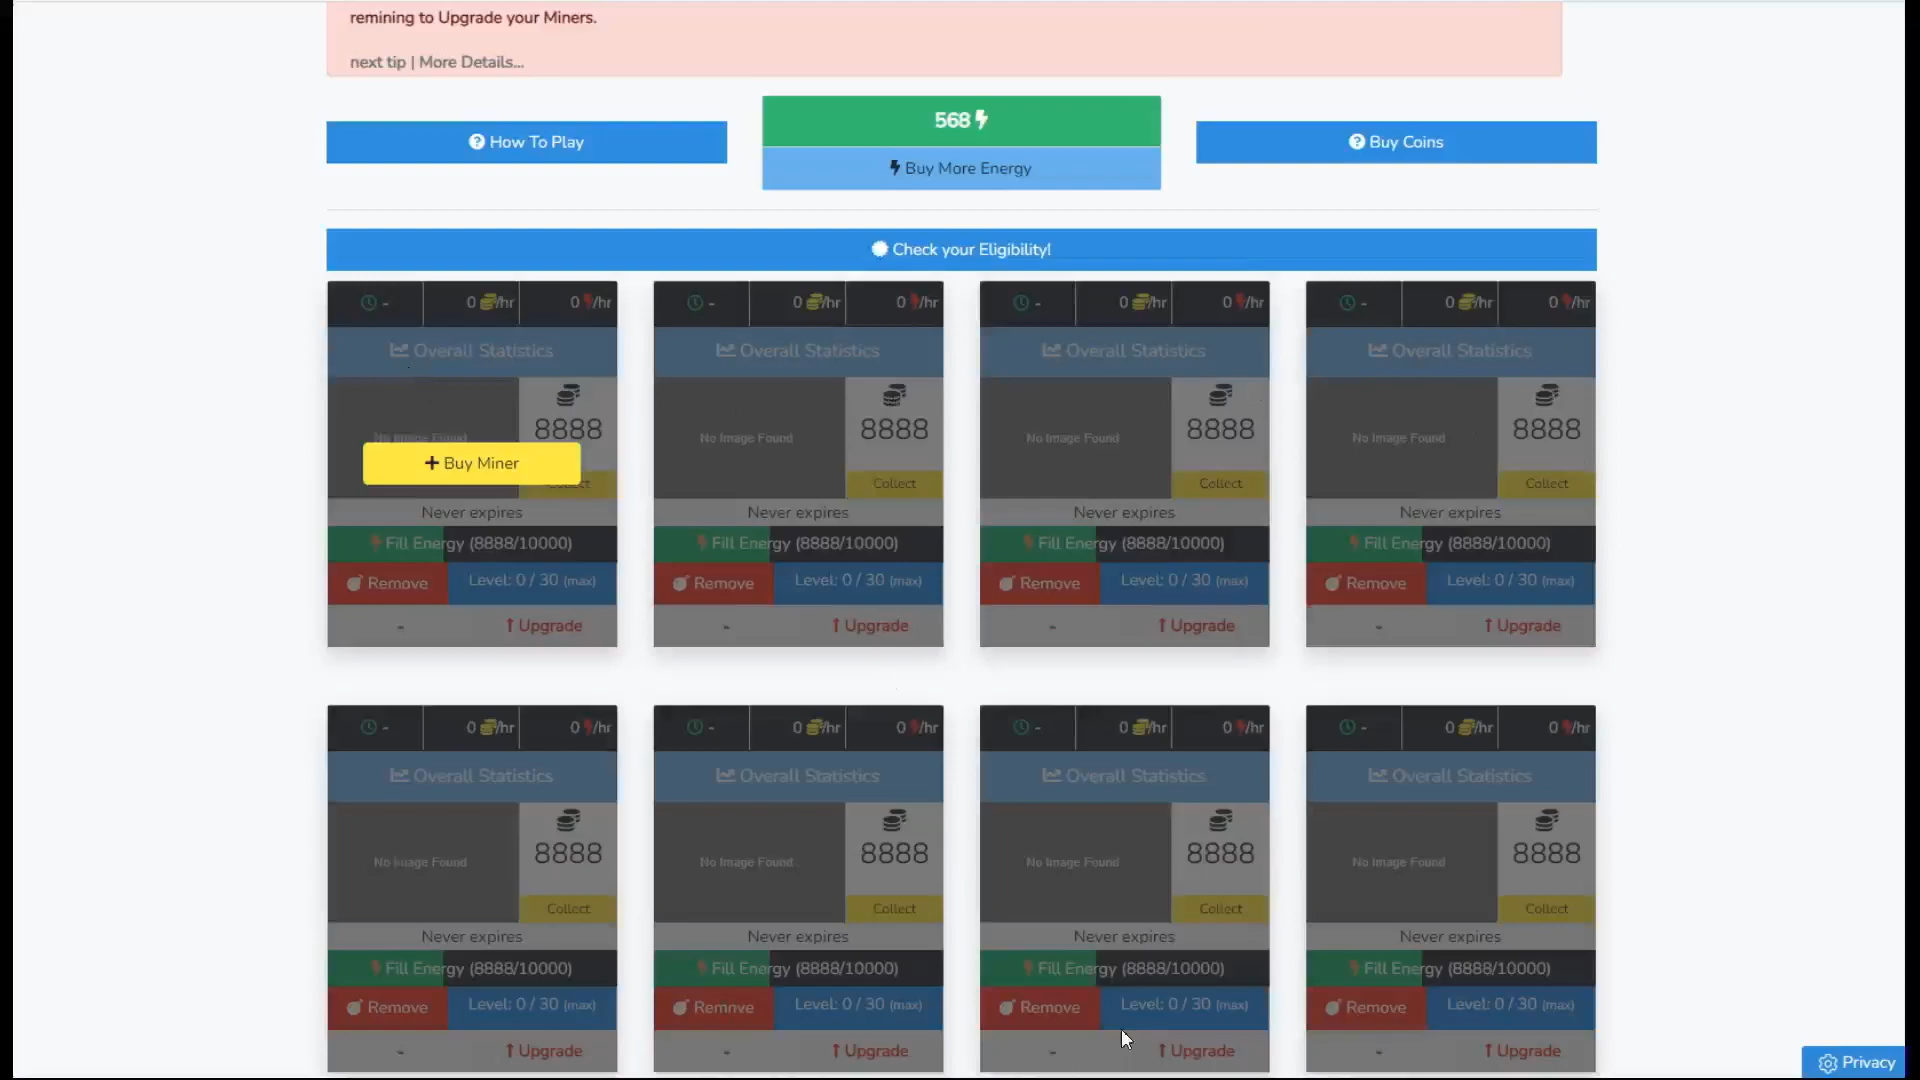 remining to Upgrade your Miners.
next tip | More Details...
568
How To Play
Buy Coins
Buy More Energy
Check your Eligibility!
- 0 /hr 0 /hr - 0 /hr 0 /hr - 0 /hr 0 /hr - 0 /hr 0 /hr
Overall Statistics Overall Statistics Overall Statistics Overall Statistics
8888 8888 8888 8888
No Image Found No Image Found No Image Found No Image Found
+ Buy Miner
Collect Collect Collect Collect
Never expires Never expires Never expires Never expires
Fill Energy (8888/10000) Fill Energy (8888/10000) Fill Energy (8888/10000) Fill Energy (8888/10000)
Remove Level: 0 / 30 (max) Remove Level: 0 / 30 (max) Remove Level: 0 / 30 (max) Remove Level: 0 / 30 (max)
- Upgrade - Upgrade - Upgrade - Upgrade
- 0 /hr 0 /hr - 0 /hr 0 /hr - 0 /hr 0 /hr - 0 /hr 0 /hr
Overall Statistics Overall Statistics Overall Statistics Overall Statistics
8888 8888 8888 8888
No Image Found No Image Found No Image Found No Image Found
Collect Collect Collect Collect
Never expires Never expires Never expires Never expires
Fill Energy (8888/10000) Fill Energy (8888/10000) Fill Energy (8888/10000) Fill Energy (8888/10000)
Remove Level: 0 / 30 (max) Remove Level: 0 / 30 (max) Remove Level: 0 / 30 (max) Remove Level: 0 / 30 (max)
- Upgrade - Upgrade - Upgrade - Upgrade
Privacy